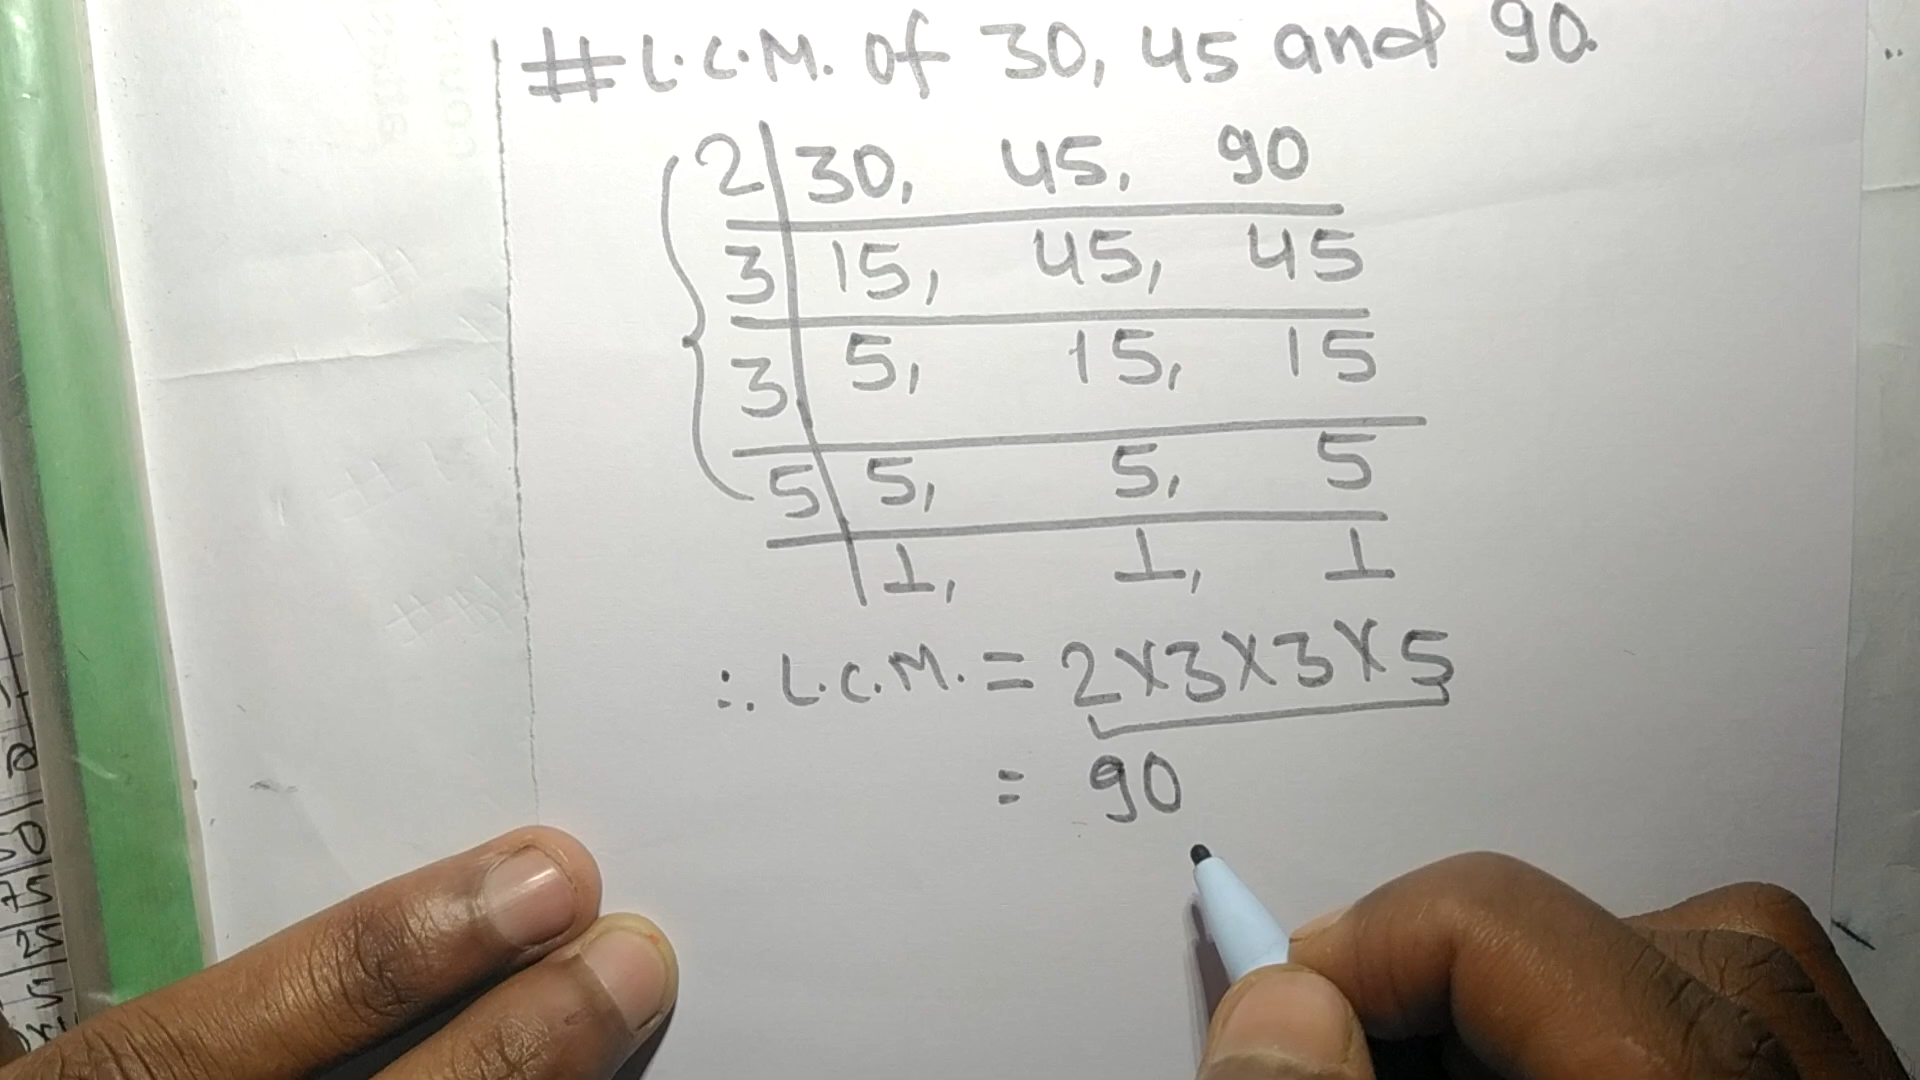 # L.C.M. of 30, 45 and 90.
2 | 30, 45, 90
3 | 15, 45, 45
3 | 5, 15, 15
5 | 5, 5, 5
1, 1, 1
∴ L.C.M. = 2×3×3×5
= 90